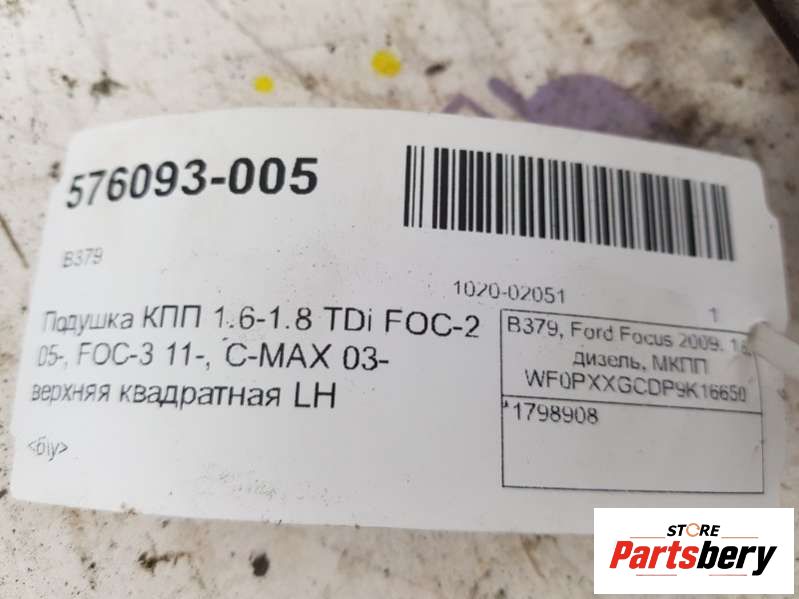 576093-005
B379
1020-02051
1
Подушка КПП 1.6-1.8 TDi FOC-2
05-, FOC-3 11-, C-MAX 03-
верхняя квадратная LH
<б\у>
B379, Ford Focus 2009. 1.6,
дизель, МКПП
WF0PXXGCDP9K16650
*1798908
STORE
Partsbery